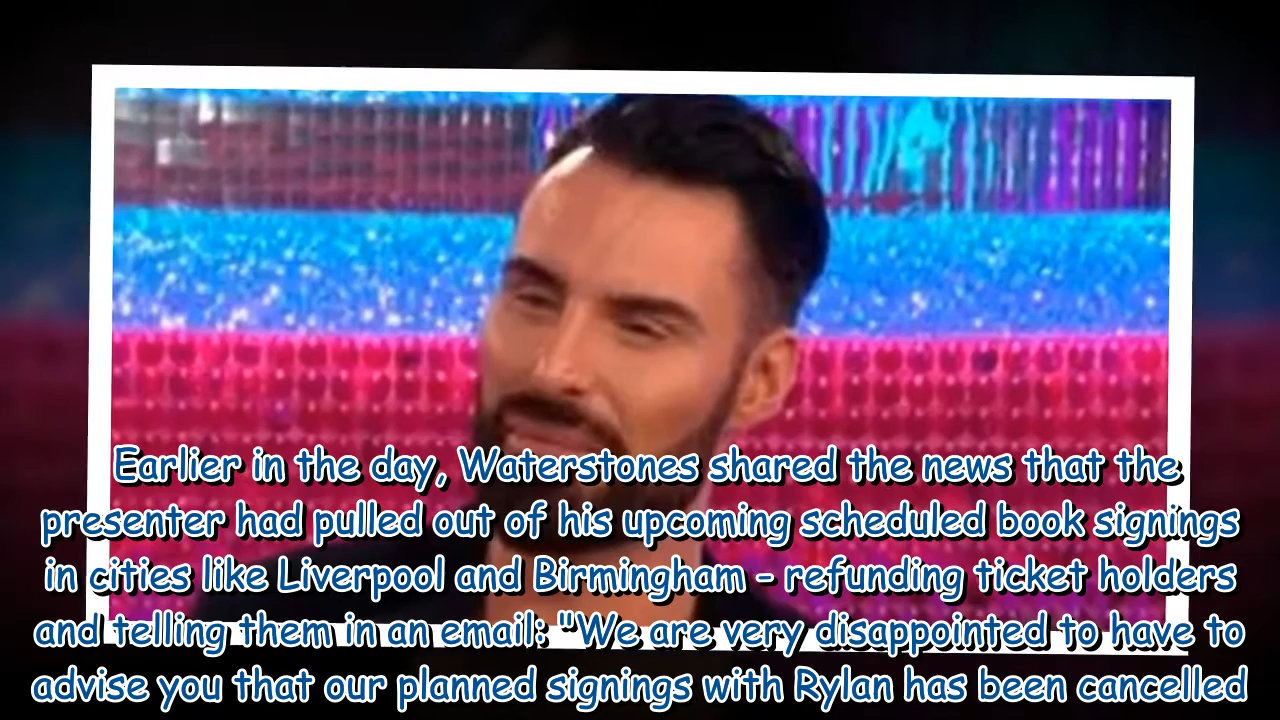 Earlier in the day, Waterstones shared the news that the
presenter had pulled out of his upcoming scheduled book signings
in cities like Liverpool and Birmingham - refunding ticket holders
and telling them in an email: "We are very disappointed to have to
advise you that our planned signings with Rylan has been cancelled